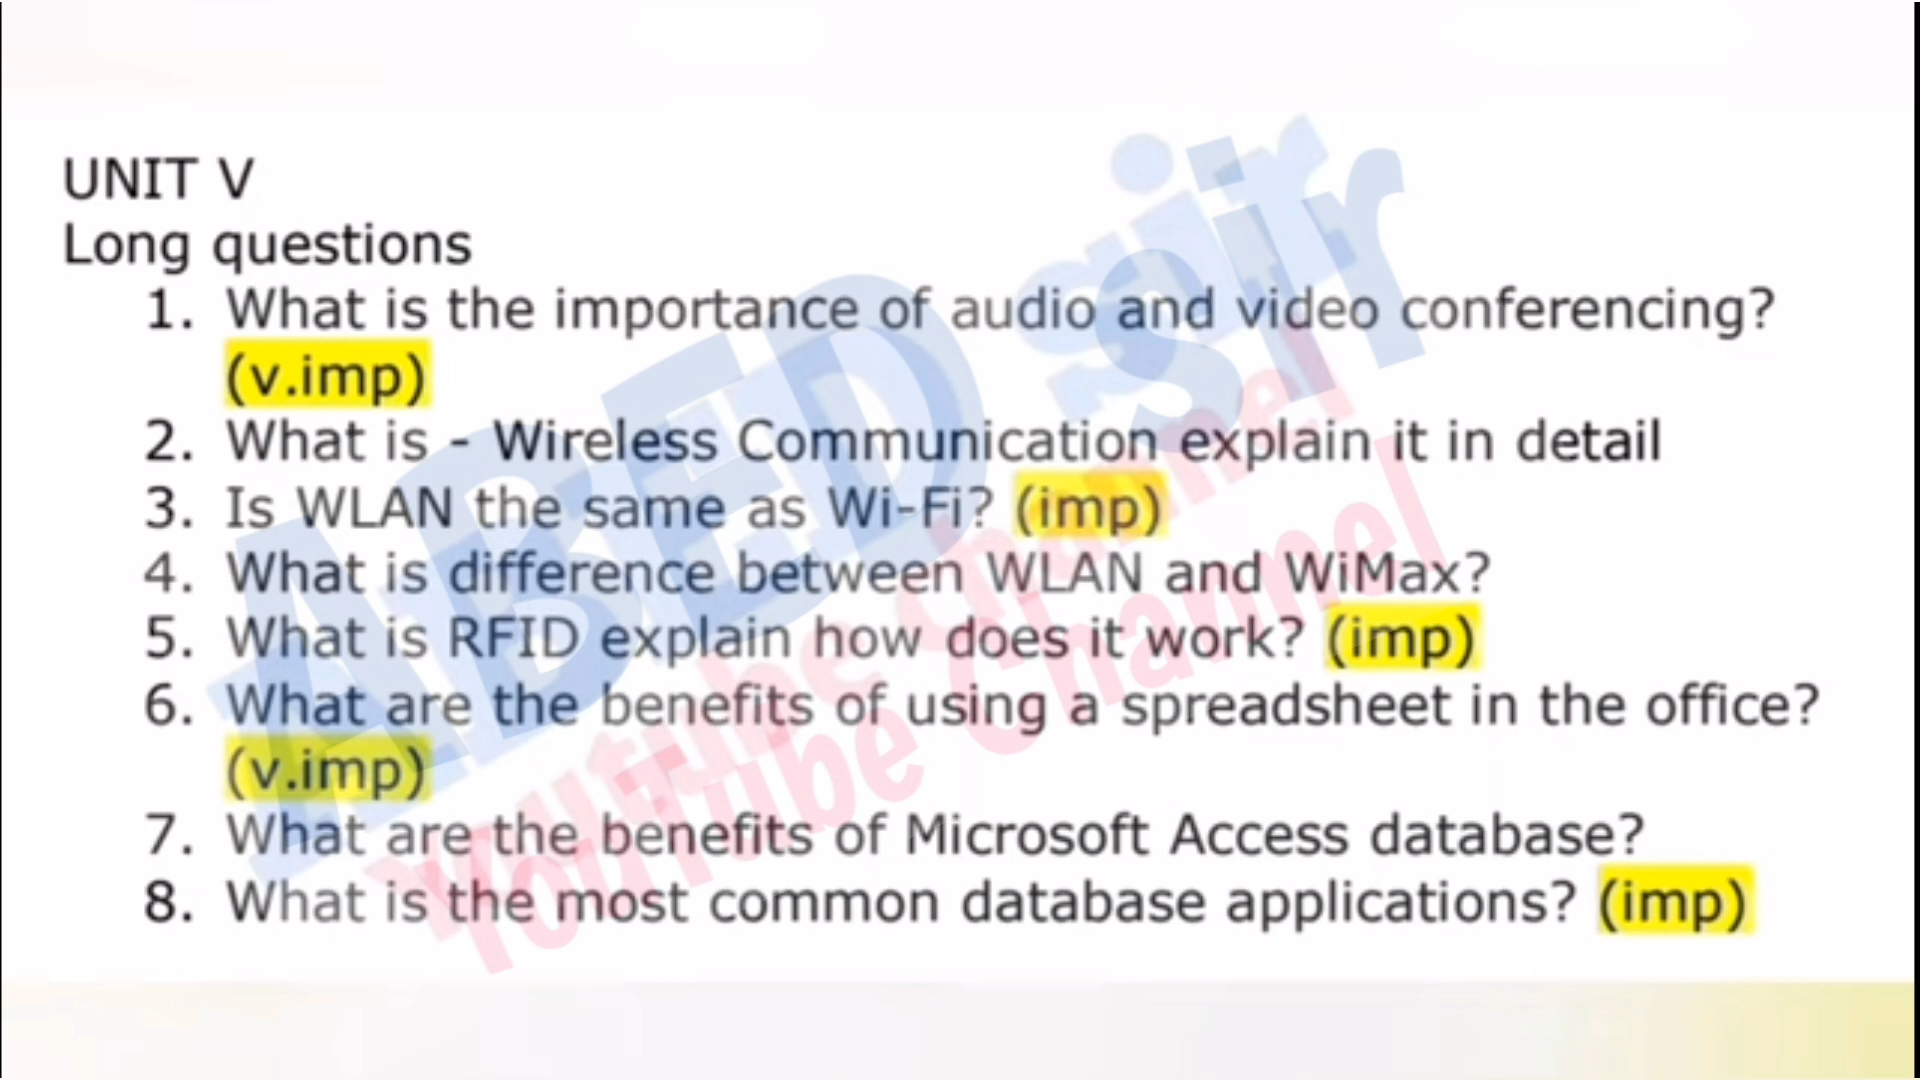 UNIT V
Long questions
1. What is the importance of audio and video conferencing?
(v.imp)
2. What is - Wireless Communication explain it in detail
3. Is WLAN the same as Wi-Fi? (imp)
4. What is difference between WLAN and WiMax?
5. What is RFID explain how does it work? (imp)
6. What are the benefits of using a spreadsheet in the office?
(v.imp)
7. What are the benefits of Microsoft Access database?
8. What is the most common database applications? (imp)
ABED sir
YouTube Channel